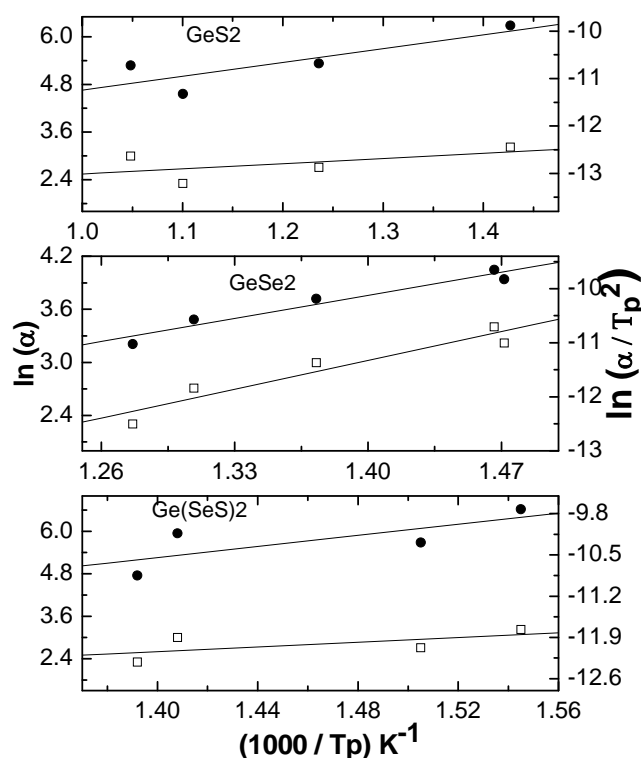 GeS2
6.0
4.8
3.6
2.4
-10
-11
-12
-13
1.0 1.1 1.2 1.3 1.4
GeSe2
4.2
3.6
3.0
2.4
-10
-11
-12
-13
1.26 1.33 1.40 1.47
ln (α)
ln (α / Tp²)
Ge(SeS)2
6.0
4.8
3.6
2.4
-9.8
-10.5
-11.2
-11.9
-12.6
1.40 1.44 1.48 1.52 1.56
(1000 / Tp) K⁻¹